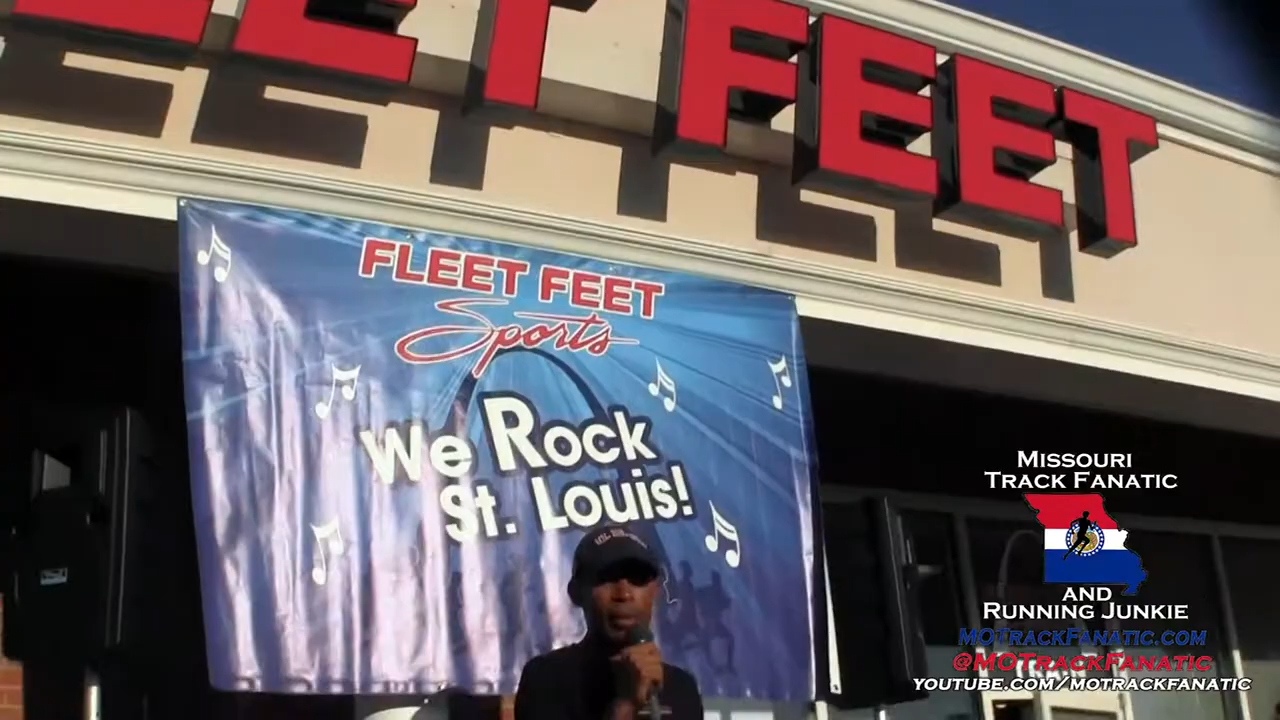 FLEET FEET
FLEET FEET
Sports
We Rock
St. Louis!
MISSOURI
TRACK FANATIC
AND
RUNNING JUNKIE
MOTRACKFANATIC.COM
@MOTRACKFANATIC
YOUTUBE.COM/MOTRACKFANATIC